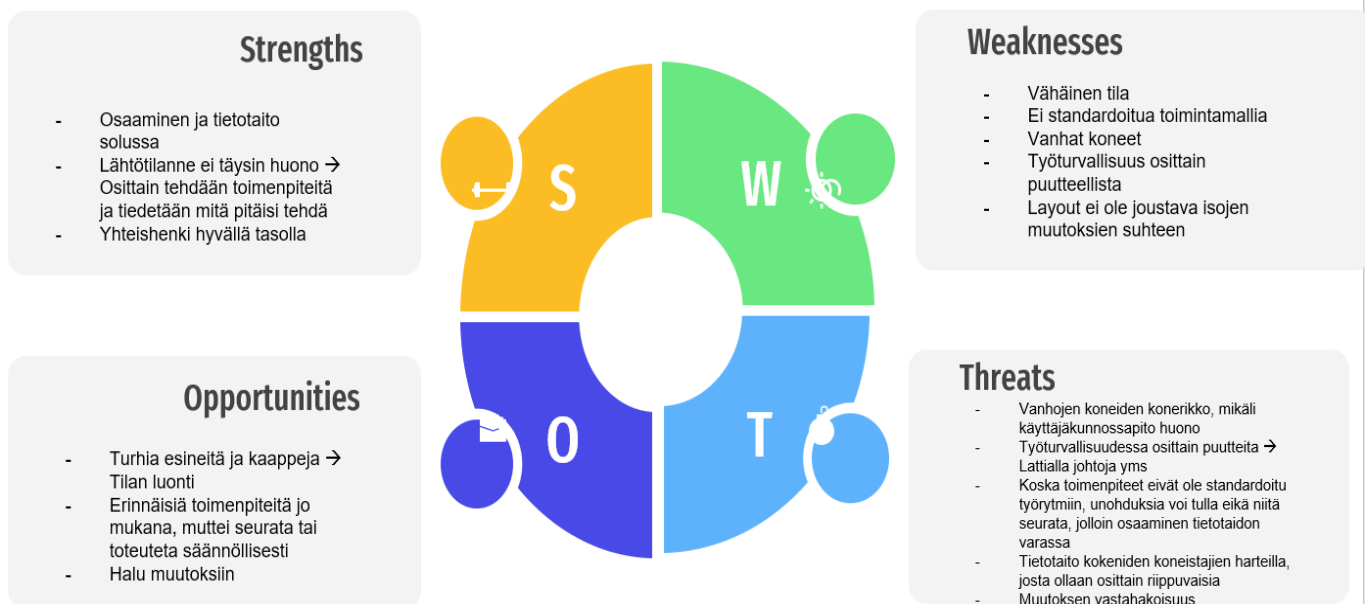 Strengths
- Osaaminen ja tietotaito
solussa
- Lähtötilanne ei täysin huono →
Osittain tehdään toimenpiteitä
ja tiedetään mitä pitäisi tehdä
- Yhteishenki hyvällä tasolla
Weaknesses
- Vähäinen tila
- Ei standardoitua toimintamallia
- Vanhat koneet
- Työturvallisuus osittain
puutteellista
- Layout ei ole joustava isojen
muutoksien suhteen
S
W
O
T
Opportunities
- Turhia esineitä ja kaappeja →
Tilan luonti
- Erinnäisiä toimenpiteitä jo
mukana, muttei seurata tai
toteuteta säännöllisesti
- Halu muutoksiin
Threats
- Vanhojen koneiden konerikko, mikäli
käyttäjäkunnossapito huono
- Työturvallisuudessa osittain puutteita →
Lattialla johtoja yms
- Koska toimenpiteet eivät ole standardoitu
työrytmiin, unohduksia voi tulla eikä niitä
seurata, jolloin osaaminen tietotaidon
varassa
- Tietotaito kokeniden koneistajien harteilla,
josta ollaan osittain riippuvaisia
- Muutoksen vastahakoisuus